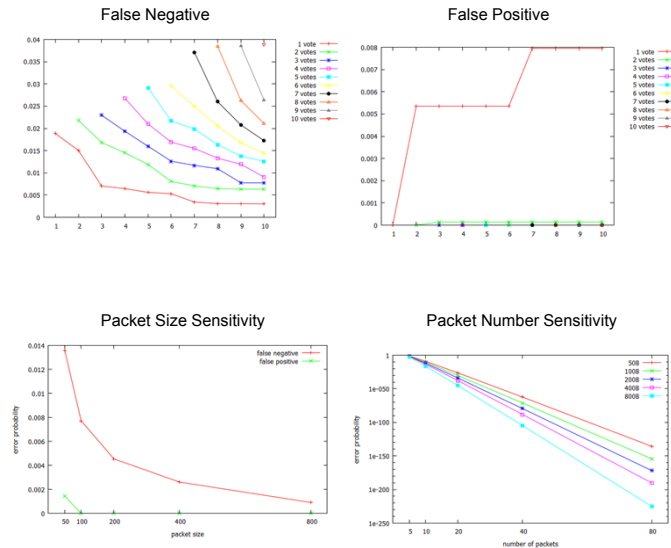 False Negative
0.04
0.035
0.03
0.025
0.02
0.015
0.01
0.005
0
1 2 3 4 5 6 7 8 9 10
1 vote
2 votes
3 votes
4 votes
5 votes
6 votes
7 votes
8 votes
9 votes
10 votes
False Positive
0.008
0.007
0.006
0.005
0.004
0.003
0.002
0.001
0
1 2 3 4 5 6 7 8 9 10
1 vote
2 votes
3 votes
4 votes
5 votes
6 votes
7 votes
8 votes
9 votes
10 votes
Packet Size Sensitivity
0.014
0.012
0.01
0.008
0.006
0.004
0.002
0
error probability
50 100 200 400 800
packet size
false negative
false positive
Packet Number Sensitivity
1
1e-050
1e-100
1e-150
1e-200
1e-250
error probability
5 10 20 40 80
number of packets
50B
100B
200B
400B
800B